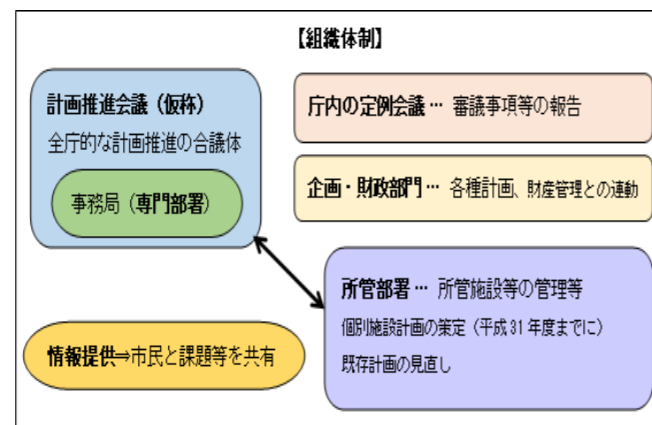 【組織体制】
計画推進会議（仮称）
全庁的な計画推進の合議体
事務局（専門部署）
庁内の定例会議… 審議事項等の報告
企画・財政部門… 各種計画、財産管理との連動
所管部署… 所管施設等の管理等
個別施設計画の策定（平成31年度までに）
既存計画の見直し
情報提供⇒市民と課題等を共有